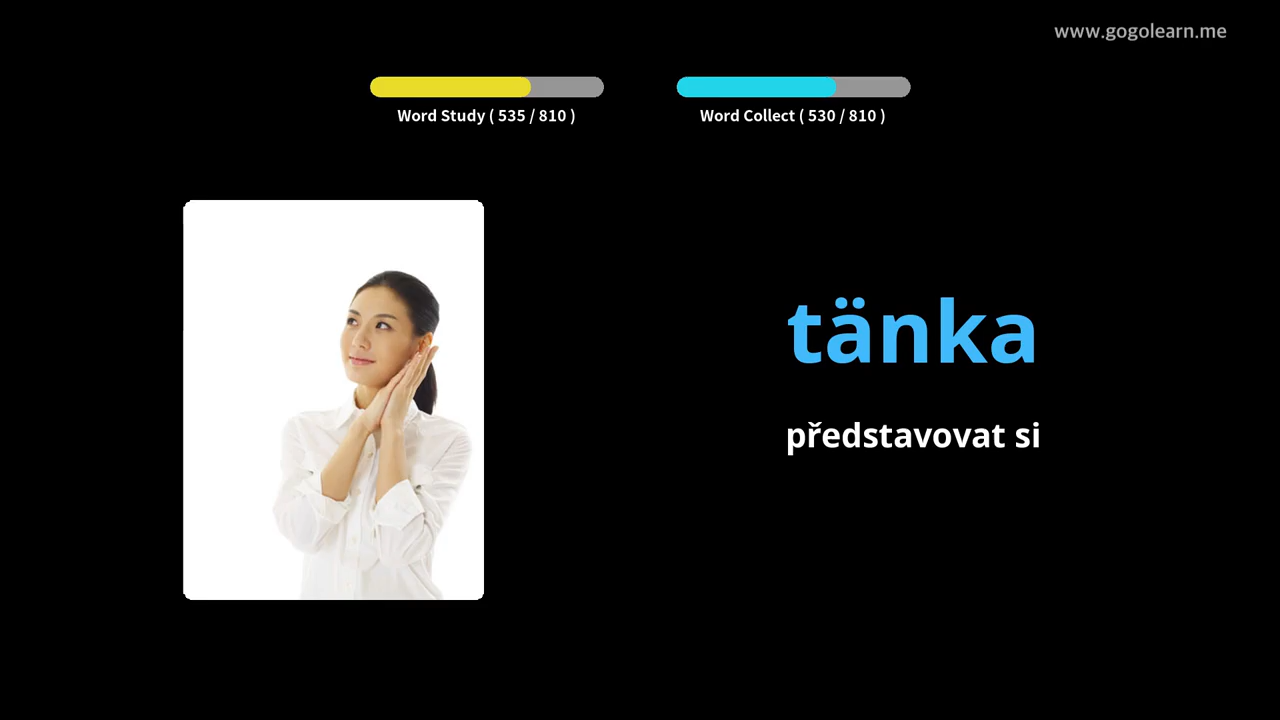 www.gogolearn.me
Word Study ( 535 / 810 )
Word Collect ( 530 / 810 )
tänka
představovat si